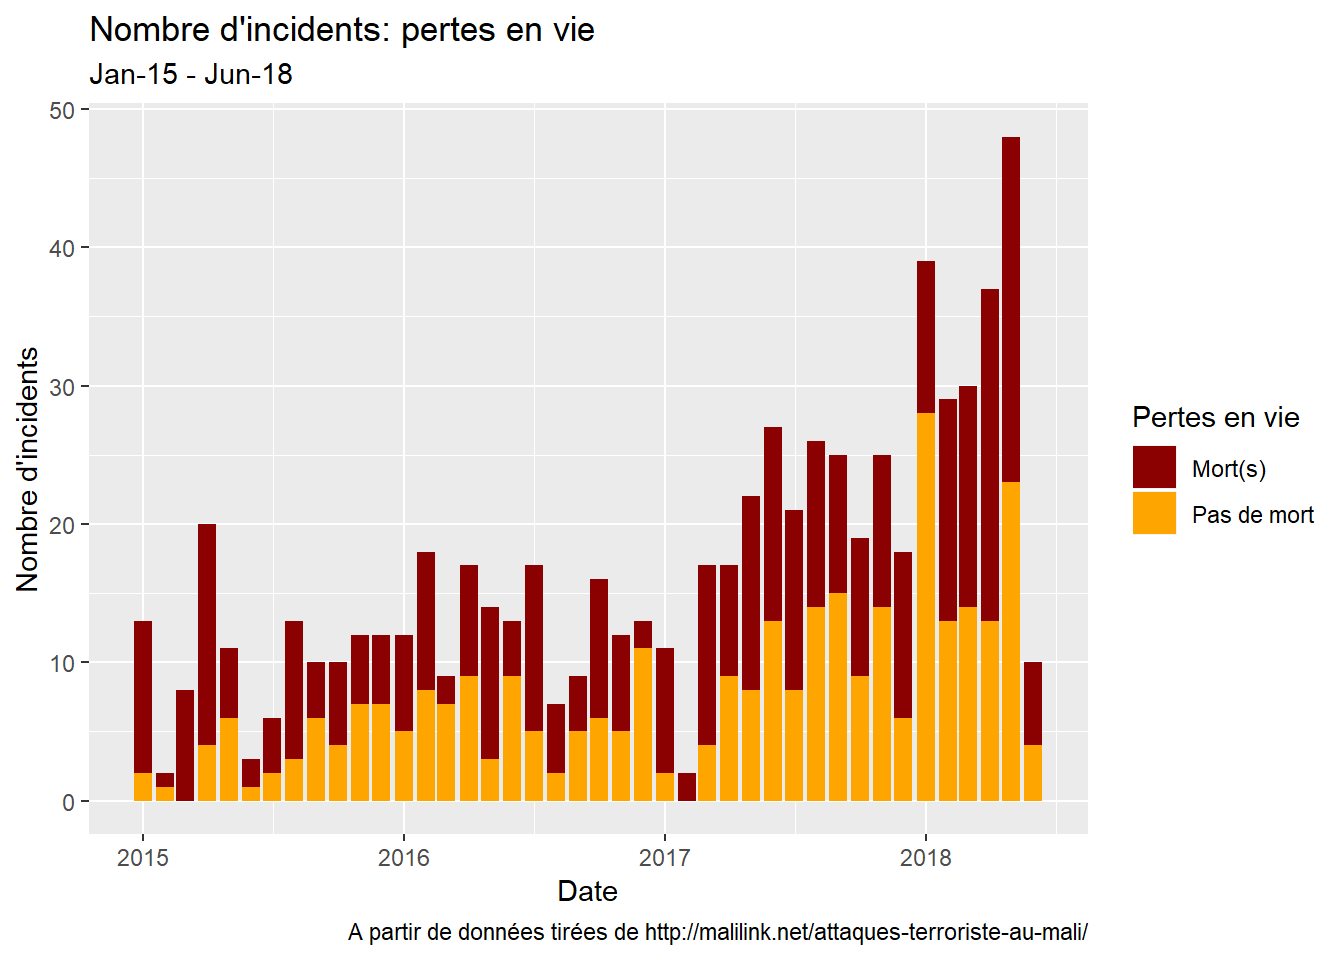 Nombre d'incidents: pertes en vie
Jan-15 - Jun-18
50
40
30
20
10
0
Nombre d'incidents
2015 2016 2017 2018
Date
Pertes en vie
Mort(s)
Pas de mort
A partir de données tirées de http://malilink.net/attaques-terroriste-au-mali/